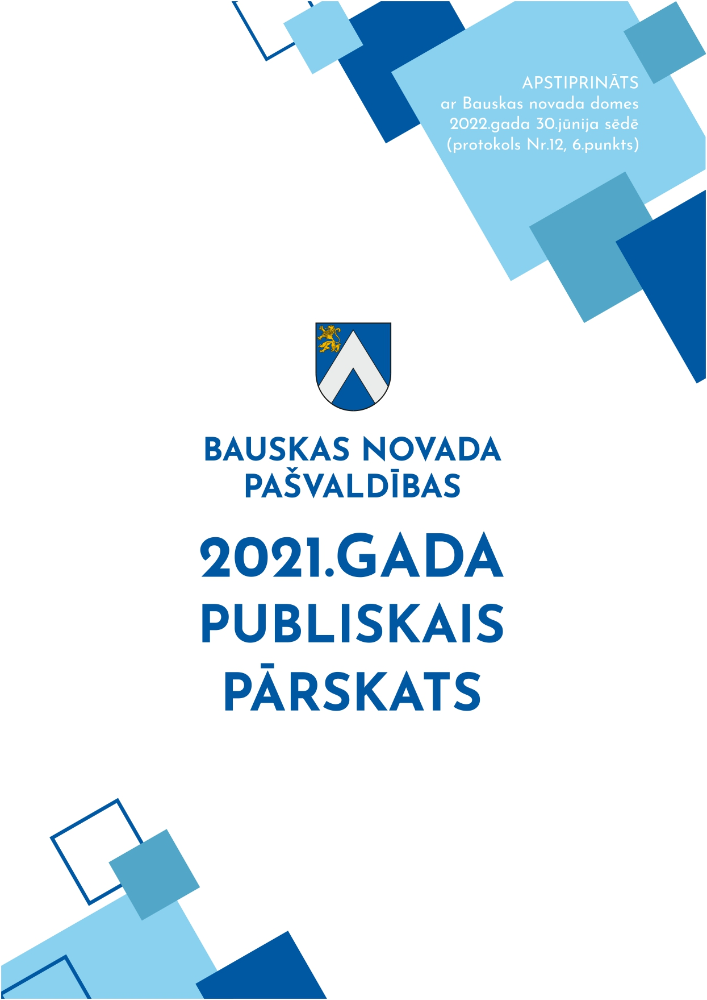 APSTIPRINĀTS
ar Bauskas novada domes
2022.gada 30.jūnija sēdē
(protokols Nr.12, 6.punkts)
BAUSKAS NOVADA
PAŠVALDĪBAS
2021.GADA
PUBLISKAIS
PĀRSKATS